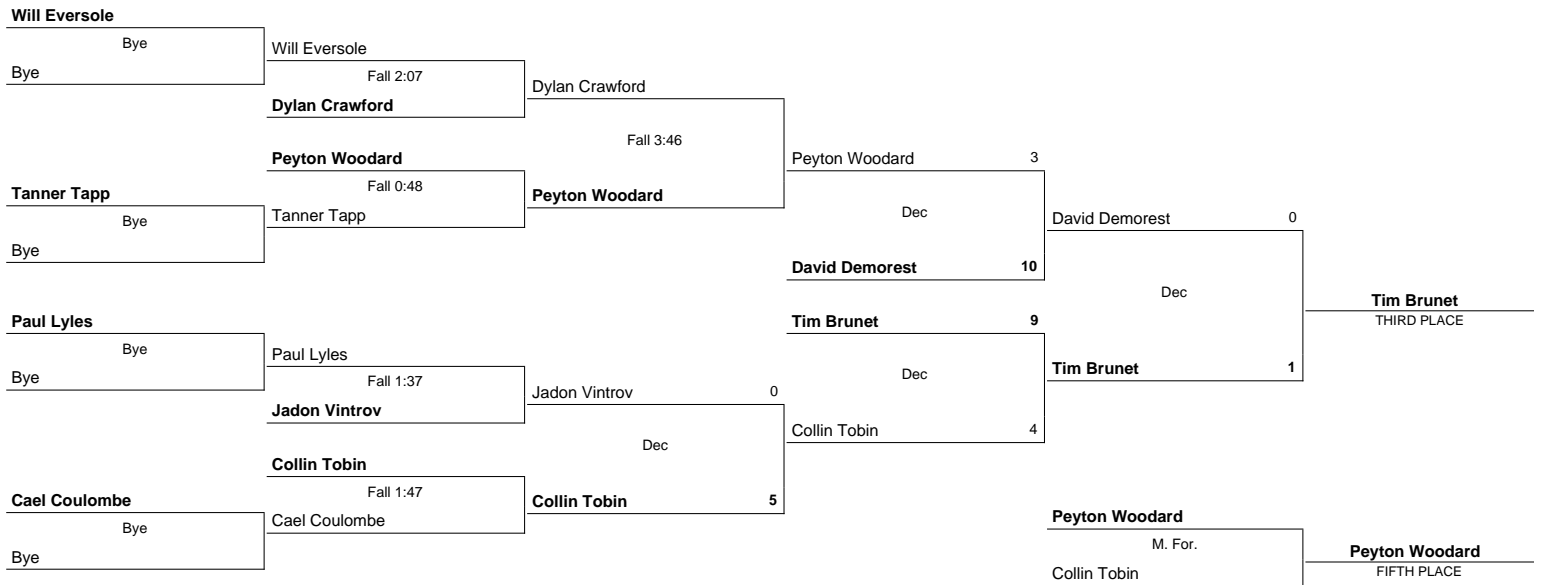 Will Eversole
Bye
Bye
Will Eversole
Fall 2:07
Dylan Crawford
Dylan Crawford
Fall 3:46
Peyton Woodard
Peyton Woodard
Fall 0:48
Tanner Tapp
Tanner Tapp
Bye
Bye
Peyton Woodard 3
Dec
David Demorest 10
David Demorest 0
Dec
Tim Brunet 1
Tim Brunet
THIRD PLACE
Paul Lyles
Bye
Bye
Paul Lyles
Fall 1:37
Jadon Vintrov
Jadon Vintrov 0
Dec
Collin Tobin 5
Tim Brunet 9
Dec
Collin Tobin 4
Collin Tobin
Fall 1:47
Cael Coulombe
Cael Coulombe
Bye
Bye
Peyton Woodard
M. For.
Collin Tobin
Peyton Woodard
FIFTH PLACE